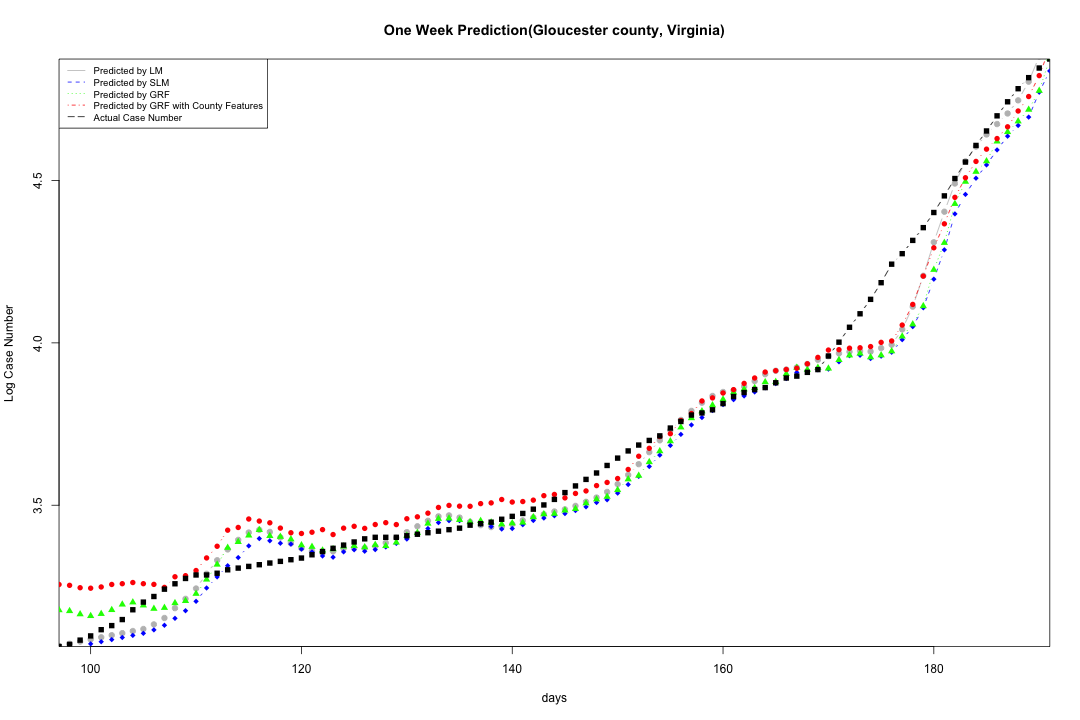 One Week Prediction(Gloucester county, Virginia)
Predicted by LM
Predicted by SLM
Predicted by GRF
Predicted by GRF with County Features
Actual Case Number
Log Case Number
4.5
4.0
3.5
100 120 140 160 180
days